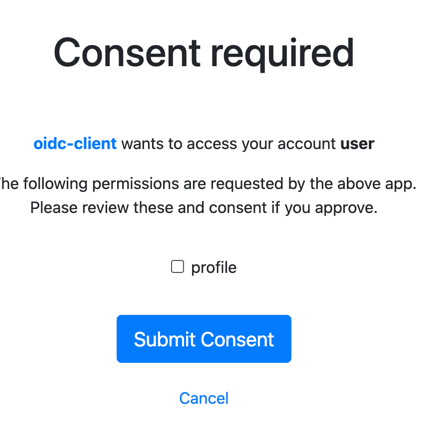 Consent required
oidc-client wants to access your account user
he following permissions are requested by the above app.
Please review these and consent if you approve.
profile
Submit Consent
Cancel